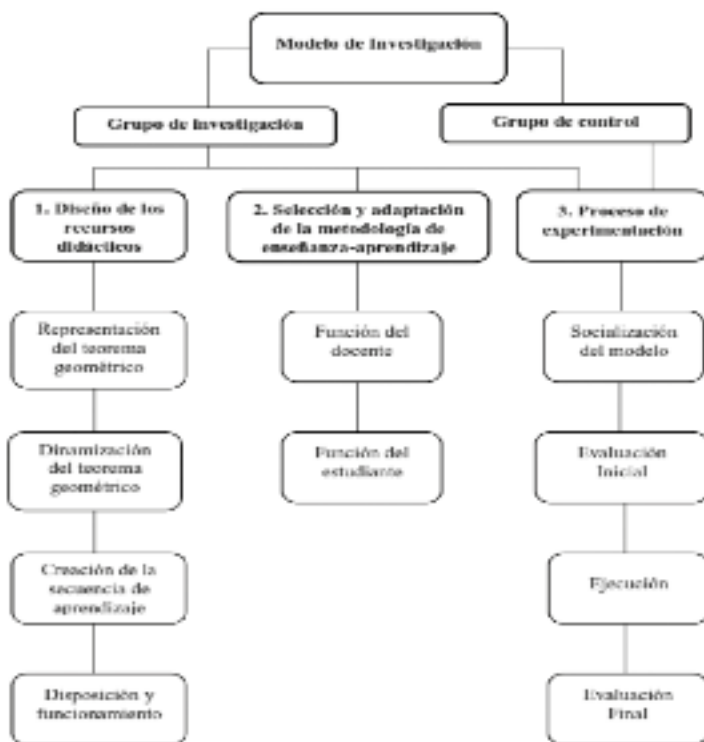 Modelo de Investigación
Grupo de Investigación
Grupo de control
1. Diseño de los
recursos
didácticos
2. Selección y adaptación
de la metodología de
enseñanza-aprendizaje
3. Proceso de
experimentación
Representación
del teorema
geométrico
Función del
docente
Socialización
del modelo
Dinamización
del teorema
geométrico
Función del
estudiante
Evaluación
Inicial
Creación de la
secuencia de
aprendizaje
Ejecución
Disposición y
funcionamiento
Evaluación
Final